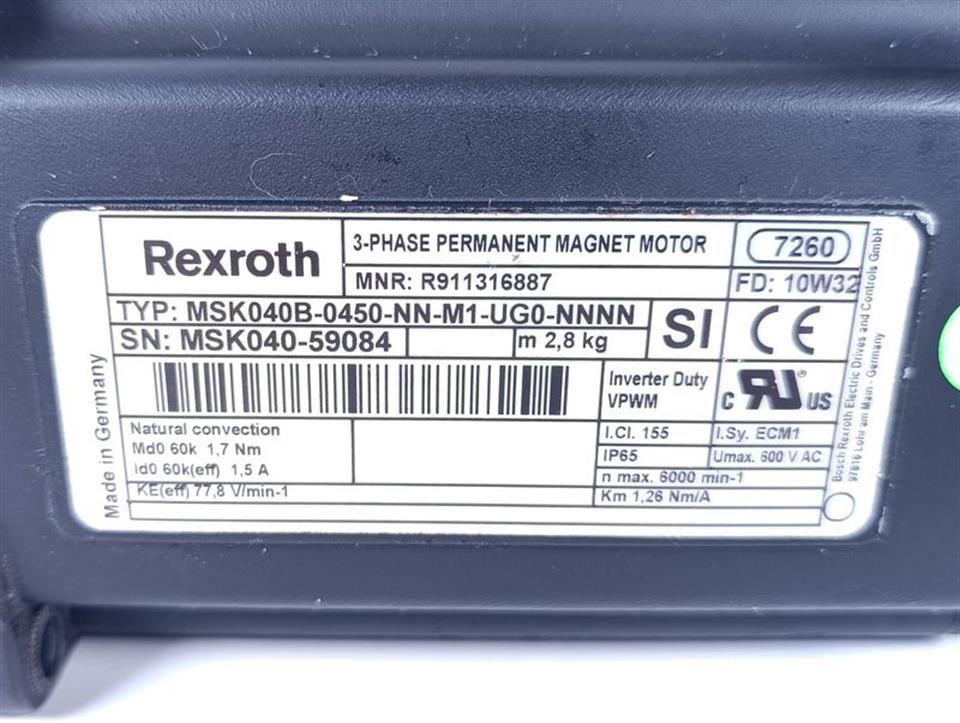 Rexroth
3-PHASE PERMANENT MAGNET MOTOR
7260
MNR: R911316887
FD: 10W32
TYP: MSK040B-0450-NN-M1-UG0-NNNN
SN: MSK040-59084
m 2,8 kg
SI
CE
Inverter Duty
VPWM
C RU ® US
Natural convection
Md0 60k 1,7 Nm
Id0 60k(eff) 1,5 A
KE(eff) 77,8 V/min-1
I.Cl. 155
I.Sy. ECM1
IP65
Umax. 600 V AC
n max. 6000 min-1
Km 1,26 Nm/A
Made in Germany
Bosch Rexroth Electric Drives and Controls GmbH
97816 Lohr am Main - Germany